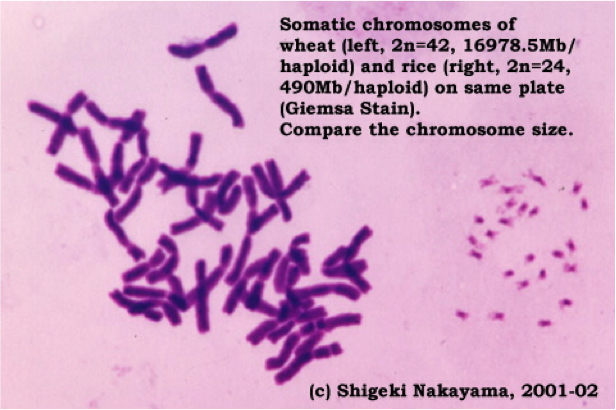 Somatic chromosomes of
wheat (left, 2n=42, 16978.5Mb/
haploid) and rice (right, 2n=24,
490Mb/haploid) on same plate
(Giemsa Stain).
Compare the chromosome size.
(c) Shigeki Nakayama, 2001-02